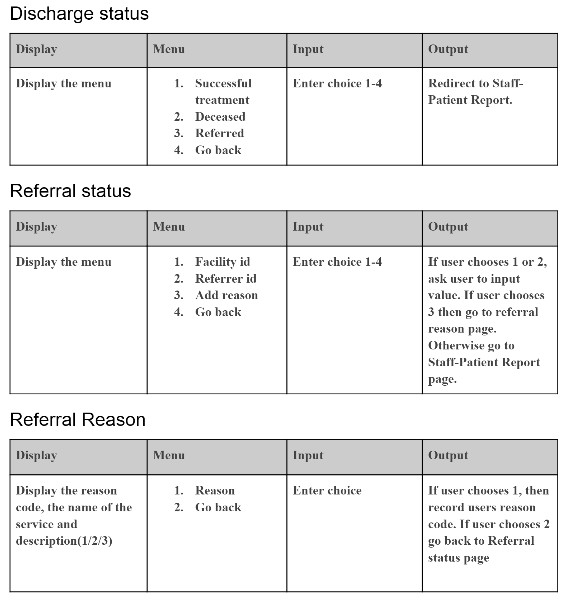 Discharge status
Display Menu Input Output
Display the menu
1. Successful
treatment
2. Deceased
3. Referred
4. Go back
Enter choice 1-4
Redirect to Staff-
Patient Report.
Referral status
Display Menu Input Output
Display the menu
1. Facility id
2. Referrer id
3. Add reason
4. Go back
Enter choice 1-4
If user chooses 1 or 2,
ask user to input
value. If user chooses
3 then go to referral
reason page.
Otherwise go to
Staff-Patient Report
page.
Referral Reason
Display Menu Input Output
Display the reason
code, the name of the
service and
description(1/2/3)
1. Reason
2. Go back
Enter choice
If user chooses 1, then
record users reason
code. If user chooses 2
go back to Referral
status page